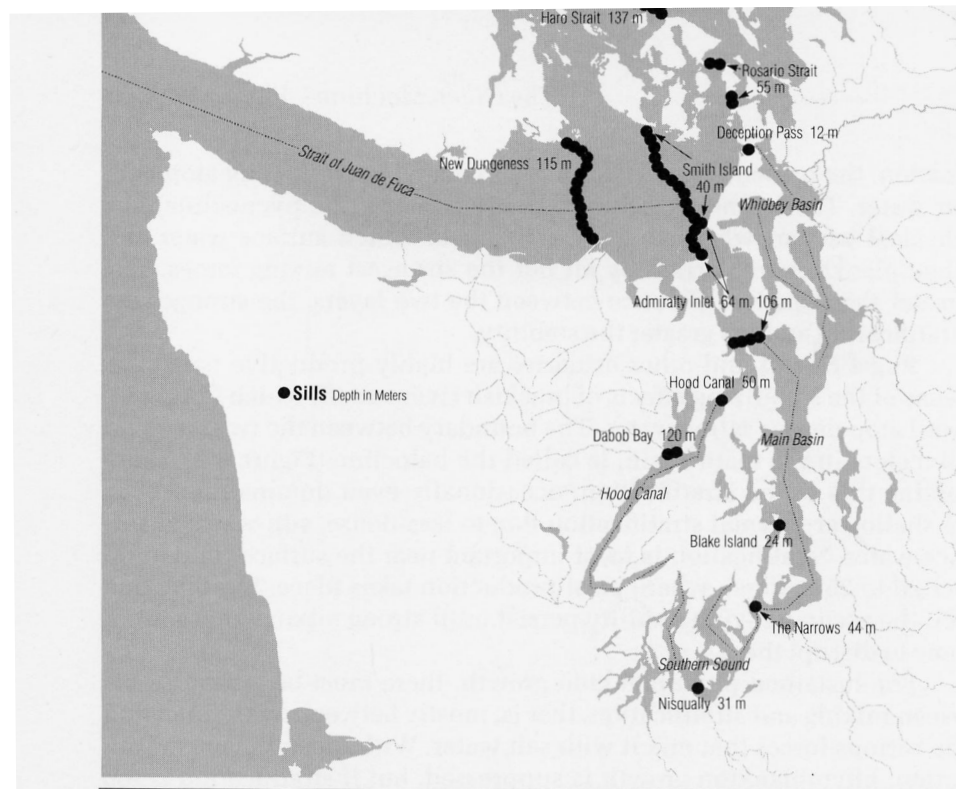 Haro Strait 137 m
Rosario Strait
55 m
Deception Pass 12 m
Strait of Juan de Fuca
New Dungeness 115 m
Smith Island
40 m
Whidbey Basin
Admiralty Inlet 64 m/106 m
Hood Canal 50 m
Sills Depth in Meters
Dabob Bay 120 m
Main Basin
Hood Canal
Blake Island 24 m
The Narrows 44 m
Southern Sound
Nisqually 31 m